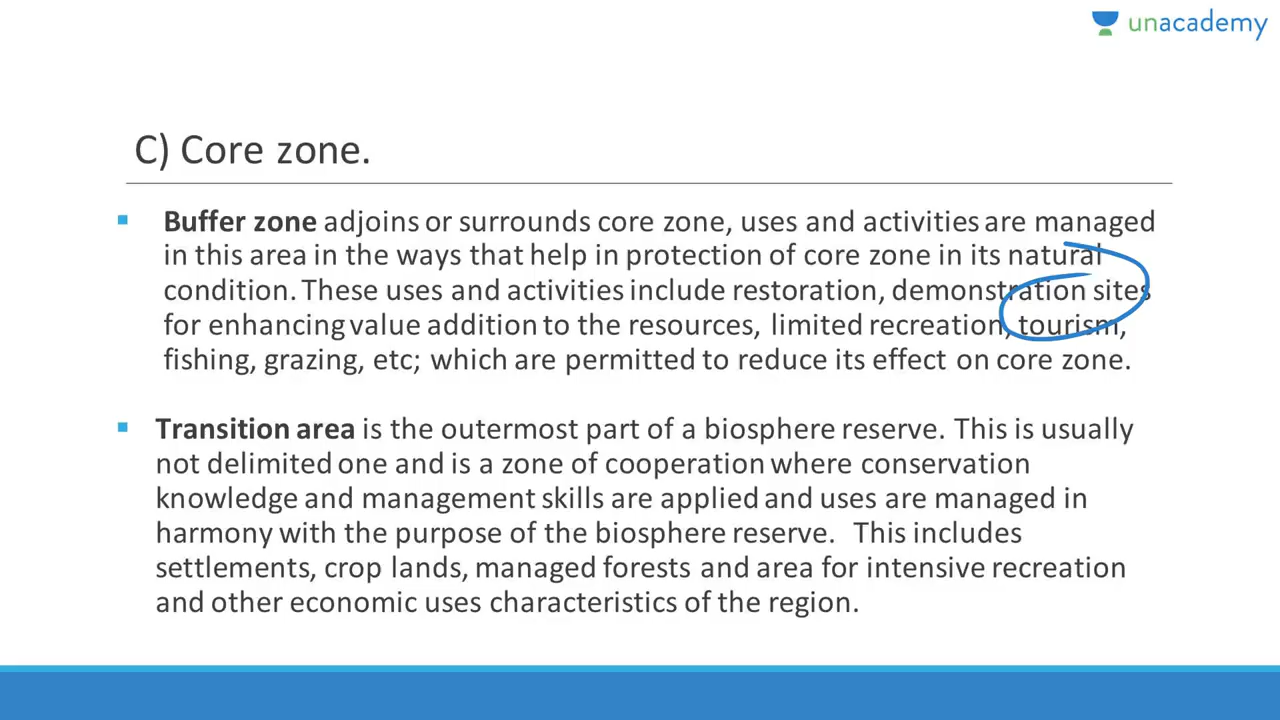 unacademy
C) Core zone.
▪ Buffer zone adjoins or surrounds core zone, uses and activities are managed
in this area in the ways that help in protection of core zone in its natural
condition. These uses and activities include restoration, demonstration sites
for enhancing value addition to the resources, limited recreation, tourism,
fishing, grazing, etc; which are permitted to reduce its effect on core zone.
▪ Transition area is the outermost part of a biosphere reserve. This is usually
not delimited one and is a zone of cooperation where conservation
knowledge and management skills are applied and uses are managed in
harmony with the purpose of the biosphere reserve. This includes
settlements, crop lands, managed forests and area for intensive recreation
and other economic uses characteristics of the region.